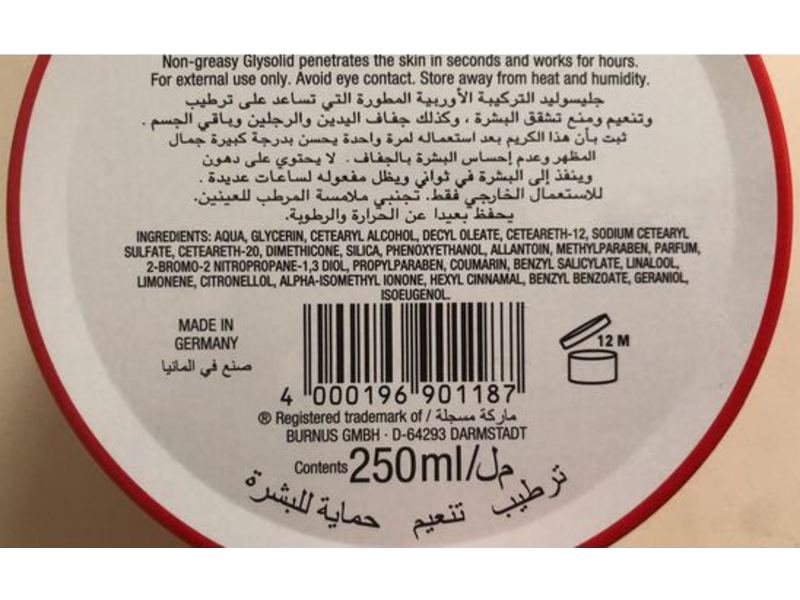 Non-greasy Glysolid penetrates the skin in seconds and works for hours.
For external use only. Avoid eye contact. Store away from heat and humidity.
جليسوليد التركيبة الأوربية المطورة التي تساعد على ترطيب
وتنعيم ومنع تشقق البشرة ، وكذلك جفاف اليدين والرجلين وباقي الجسم .
ثبت بأن هذا الكريم بعد استعماله لمرة واحدة يحسن بدرجة كبيرة جمال
المظهر وعدم إحساس البشرة بالجفاف . لا يحتوي على دهون
وينفذ إلى البشرة في ثواني ويظل مفعوله لساعات عديدة .
للاستعمال الخارجي فقط. تجنبي ملامسة المرطب للعينين.
يحفظ بعيدا عن الحرارة والرطوبة.
INGREDIENTS: AQUA, GLYCERIN, CETEARYL ALCOHOL, DECYL OLEATE, CETEARETH-12, SODIUM CETEARYL
SULFATE, CETEARETH-20, DIMETHICONE, SILICA, PHENOXYETHANOL, ALLANTOIN, METHYLPARABEN, PARFUM,
2-BROMO-2 NITROPROPANE-1,3 DIOL, PROPYLPARABEN, COUMARIN, BENZYL SALICYLATE, LINALOOL,
LIMONENE, CITRONELLOL, ALPHA-ISOMETHYL IONONE, HEXYL CINNAMAL, BENZYL BENZOATE, GERANIOL,
ISOEUGENOL.
MADE IN
GERMANY
صنع في المانيا
12 M
4 000196 901187
® Registered trademark of / ماركة مسجلة
BURNUS GMBH · D-64293 DARMSTADT
Contents 250ml/مل
ترطيب تنعيم حماية للبشرة